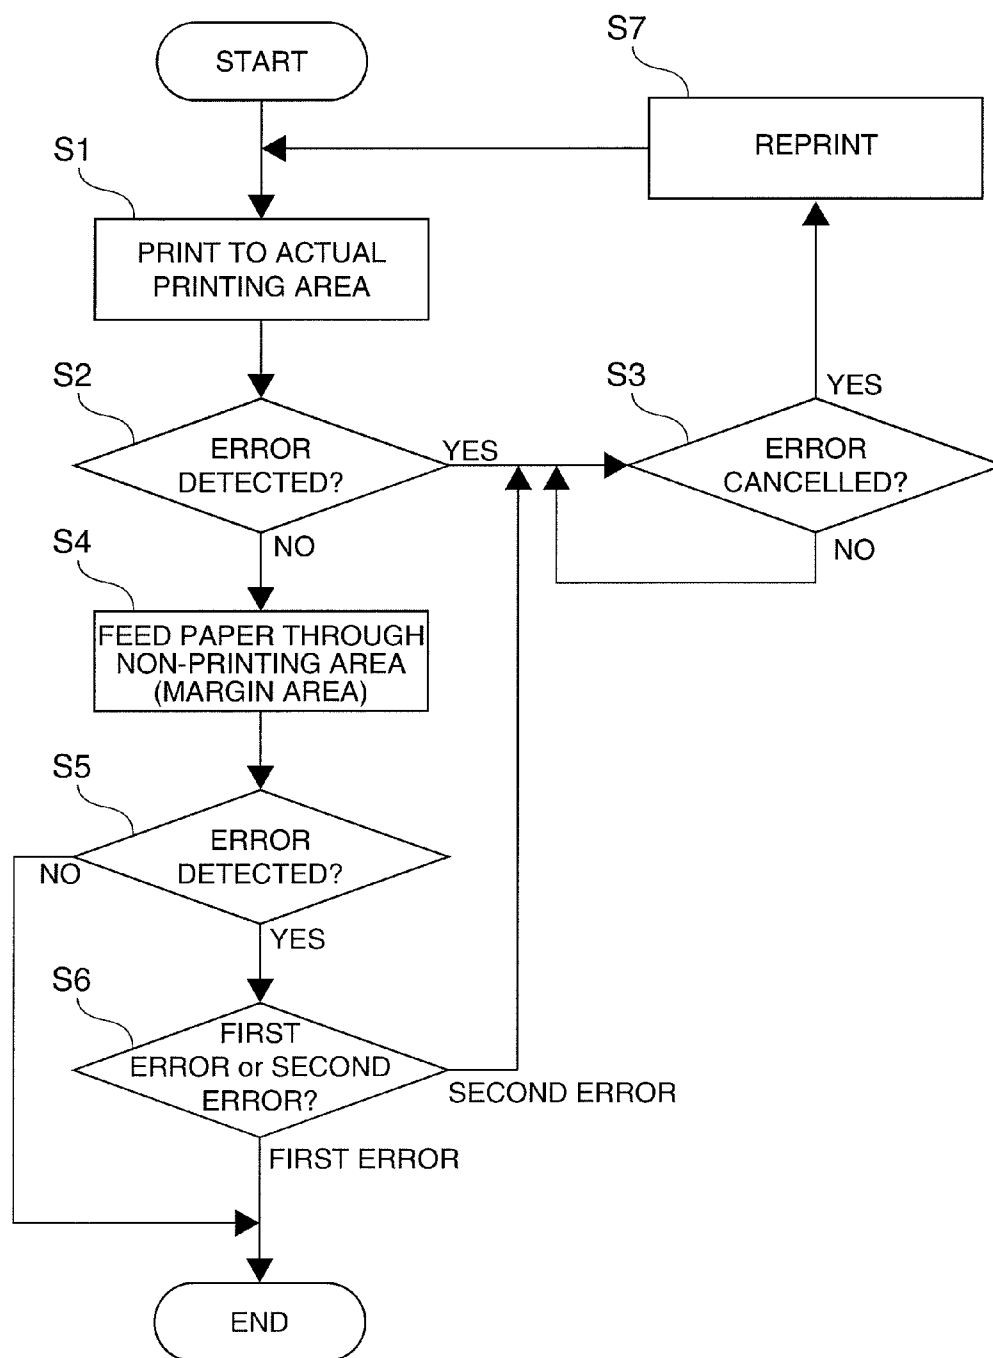 START
S7
REPRINT
S1
PRINT TO ACTUAL
PRINTING AREA
S2
ERROR
DETECTED?
YES
NO
S3
ERROR
CANCELLED?
YES
NO
S4
FEED PAPER THROUGH
NON-PRINTING AREA
(MARGIN AREA)
S5
ERROR
DETECTED?
NO
YES
S6
FIRST
ERROR or SECOND
ERROR?
SECOND ERROR
FIRST ERROR
END